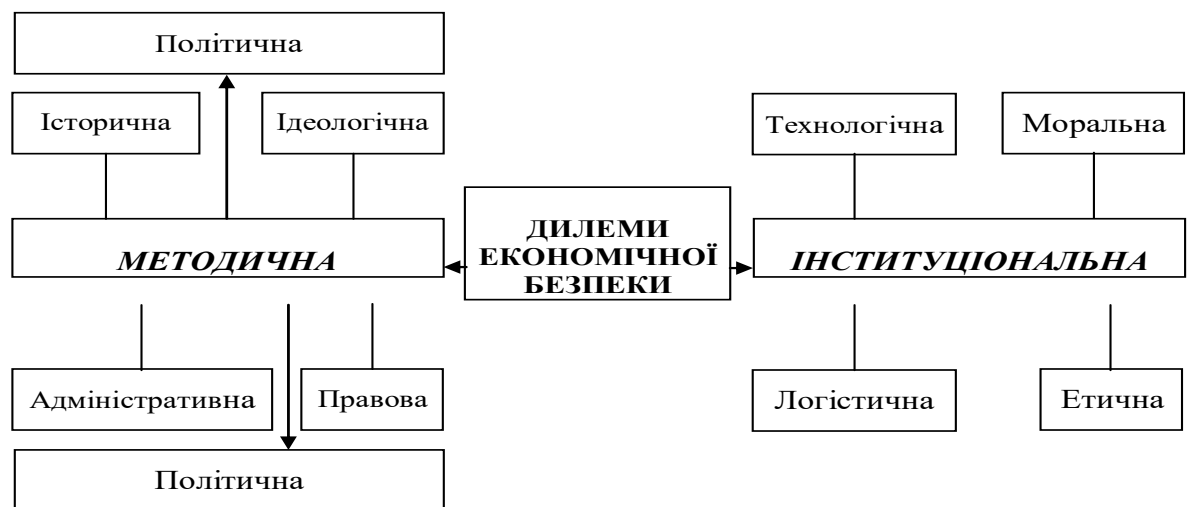 Політична
Історична
Ідеологічна
Технологічна
Моральна
МЕТОДИЧНА
ДИЛЕМИ
ЕКОНОМІЧНОЇ
БЕЗПЕКИ
ІНСТИТУЦІОНАЛЬНА
Адміністративна
Правова
Логістична
Етична
Політична